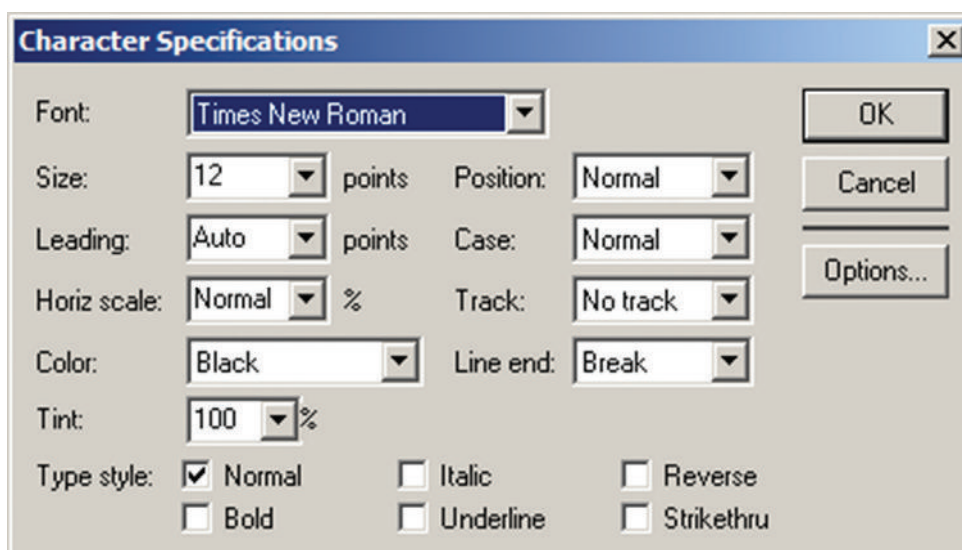 Character Specifications
Font: Times New Roman OK
Size: 12 points Position: Normal Cancel
Leading: Auto points Case: Normal
Options...
Horiz scale: Normal % Track: No track
Color: Black Line end: Break
Tint: 100 %
Type style: Normal Italic Reverse
Bold Underline Strikethru